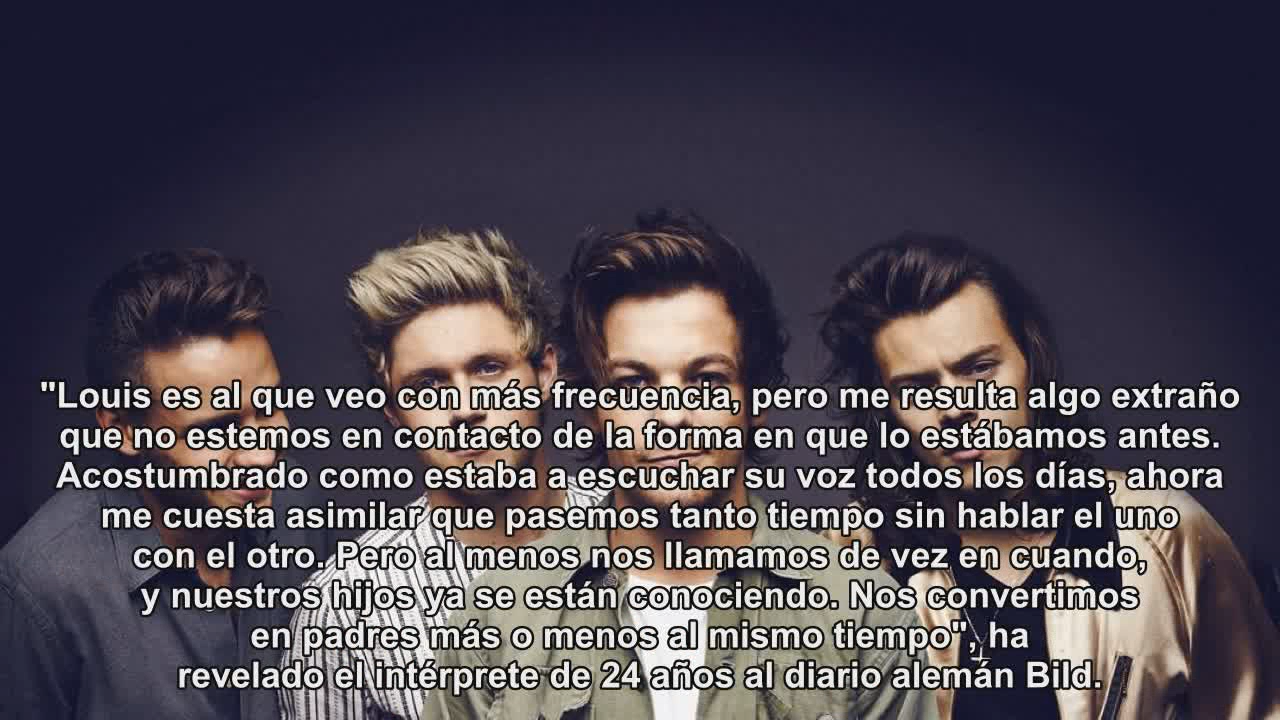 "Louis es al que veo con más frecuencia, pero me resulta algo extraño
que no estemos en contacto de la forma en que lo estábamos antes.
Acostumbrado como estaba a escuchar su voz todos los días, ahora
me cuesta asimilar que pasemos tanto tiempo sin hablar el uno
con el otro. Pero al menos nos llamamos de vez en cuando,
y nuestros hijos ya se están conociendo. Nos convertimos
en padres más o menos al mismo tiempo", ha
revelado el intérprete de 24 años al diario alemán Bild.